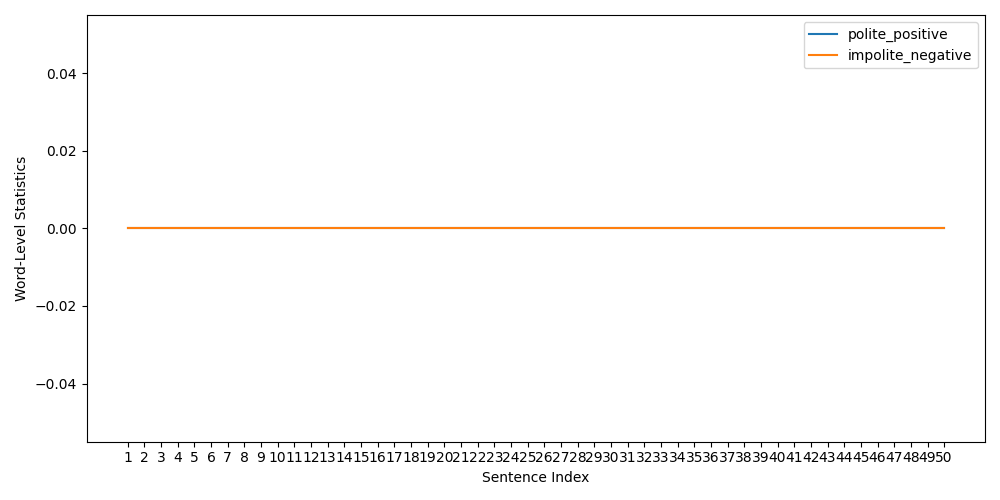 polite_positive
impolite_negative
0.04
0.02
0.00
−0.02
−0.04
Word-Level Statistics
1 2 3 4 5 6 7 8 9 10 11 12 13 14 15 16 17 18 19 20 21 22 23 24 25 26 27 28 29 30 31 32 33 34 35 36 37 38 39 40 41 42 43 44 45 46 47 48 49 50
Sentence Index